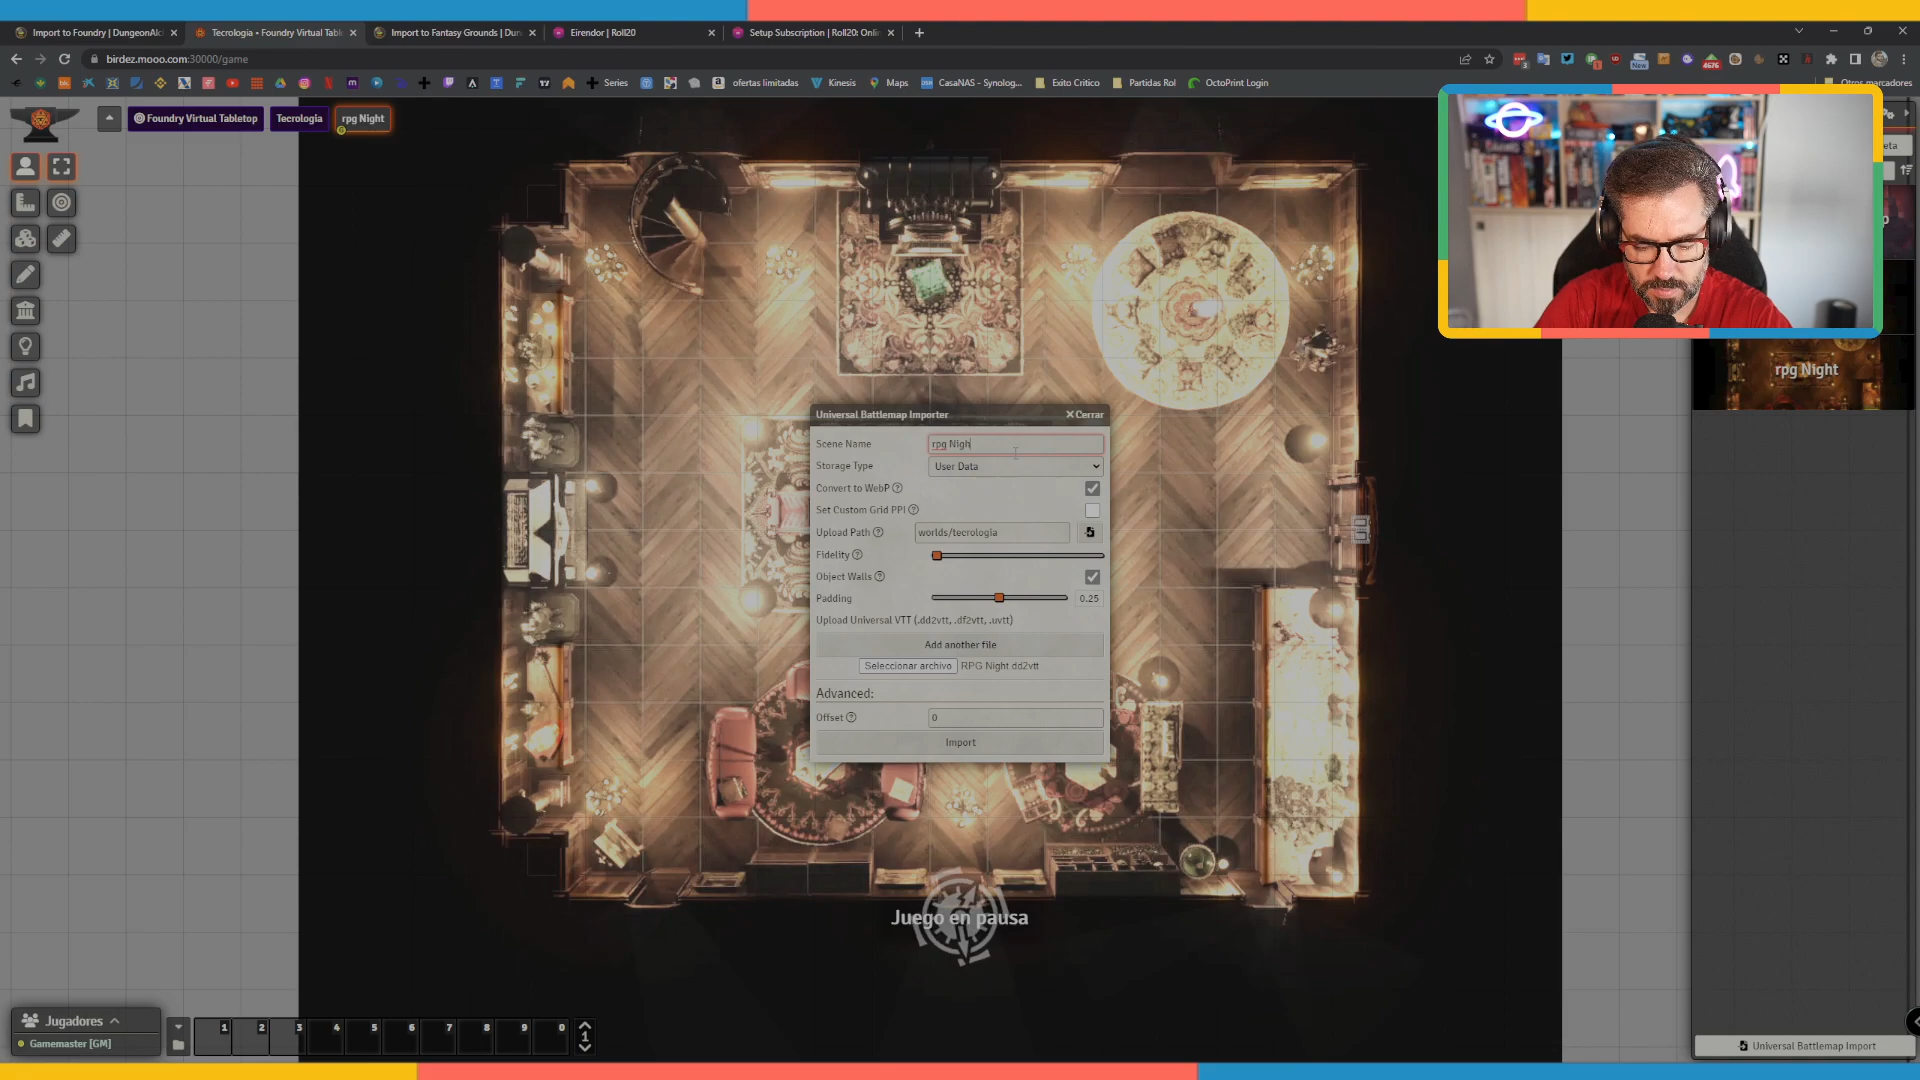 Import to Foundry | DungeonAlc
Tecrologia • Foundry Virtual Table
Import to Fantasy Grounds | Dun
Eirendor | Roll20
Setup Subscription | Roll20: Onli
birdez.mooo.com:30000/game
ofertas limitadas
Kinesis
Maps
CasaNAS - Synolog...
Exito Critico
Partidas Rol
OctoPrint Login
Series
Otros marcadores
Foundry Virtual Tabletop
Tecrologia
rpg Night
G
eta
rpg Night
Universal Battlemap Importer
Cerrar
Scene Name
rpg Nigh
Storage Type
User Data
Convert to WebP
Set Custom Grid PPI
Upload Path
worlds/tecrologia
Fidelity
Object Walls
Padding
0.25
Upload Universal VTT (.dd2vtt, .df2vtt, .uvtt)
Add another file
Seleccionar archivo
RPG Night dd2vtt
Advanced:
Offset
0
Import
Juego en pausa
Jugadores
Gamemaster [GM]
1
2
3
4
5
6
7
8
9
0
1
Universal Battlemap Import